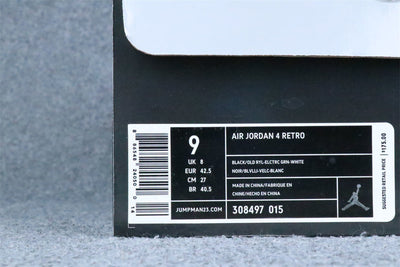 9
UK 8
EUR 42.5
CM 27
BR 40.5
JUMPMAN23.COM
AIR JORDAN 4 RETRO
BLACK/OLD RYL-ELCTRC GRN-WHITE
NOIR/BLVLLI-VELC-BLANC
MADE IN CHINA/FABRIQUE EN
CHINE/HECHO EN CHINA
308497 015
SUGGESTED RETAIL PRICE $175.00